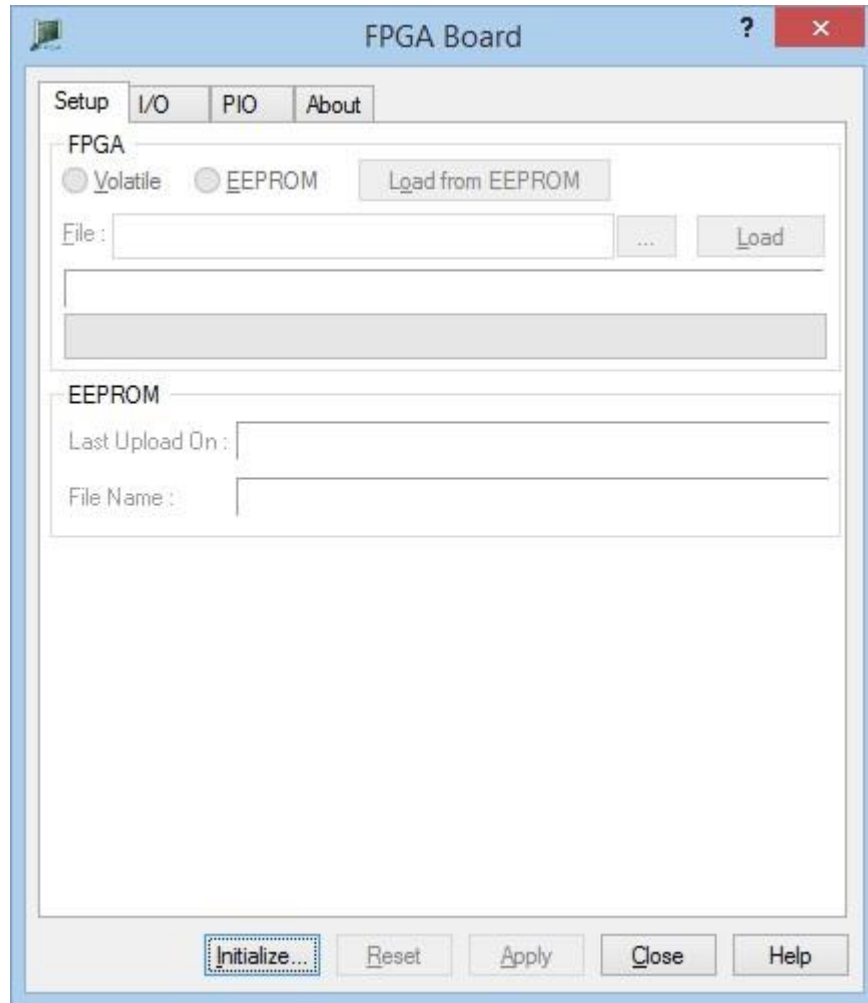 FPGA Board ? ×
Setup I/O PIO About
FPGA
Volatile EEPROM Load from EEPROM
File : ... Load
EEPROM
Last Upload On :
File Name :
Initialize... Reset Apply Close Help